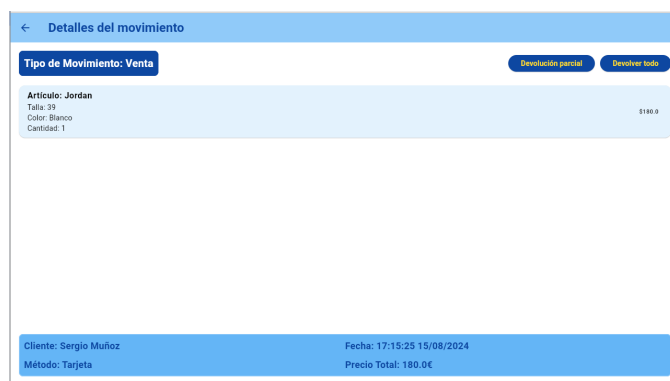 Detalles del movimiento
Tipo de Movimiento: Venta
Devolución parcial
Devolver todo
Artículo: Jordan
Talla: 39
Color: Blanco
Cantidad: 1
$180.0
Cliente: Sergio Muñoz
Fecha: 17:15:25 15/08/2024
Método: Tarjeta
Precio Total: 180.0€